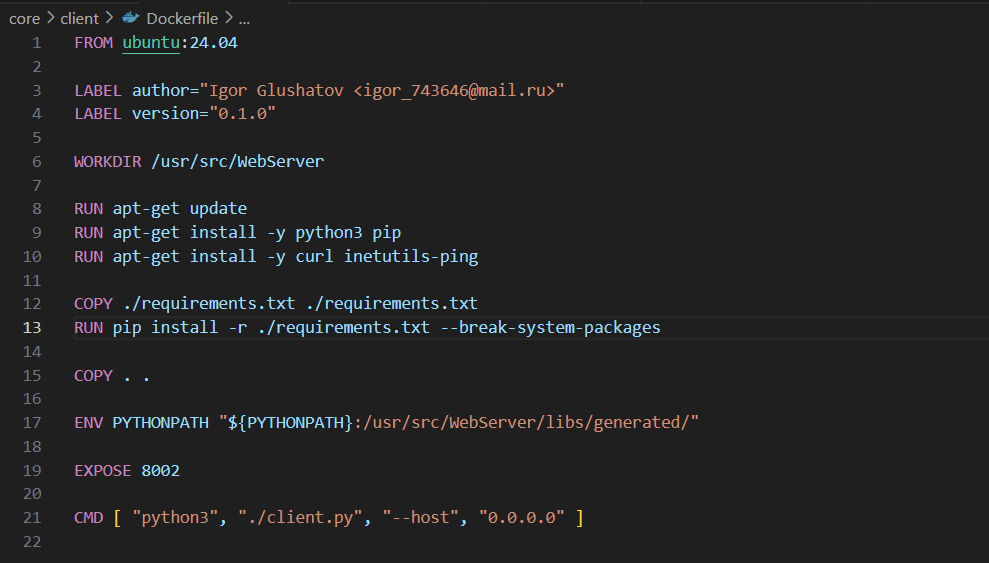 core > client > Dockerfile > ...
1 FROM ubuntu:24.04
2
3 LABEL author="Igor Glushatov <igor_743646@mail.ru>"
4 LABEL version="0.1.0"
5
6 WORKDIR /usr/src/WebServer
7
8 RUN apt-get update
9 RUN apt-get install -y python3 pip
10 RUN apt-get install -y curl inetutils-ping
11
12 COPY ./requirements.txt ./requirements.txt
13 RUN pip install -r ./requirements.txt --break-system-packages
14
15 COPY . .
16
17 ENV PYTHONPATH "${PYTHONPATH}:/usr/src/WebServer/libs/generated/"
18
19 EXPOSE 8002
20
21 CMD [ "python3", "./client.py", "--host", "0.0.0.0" ]
22